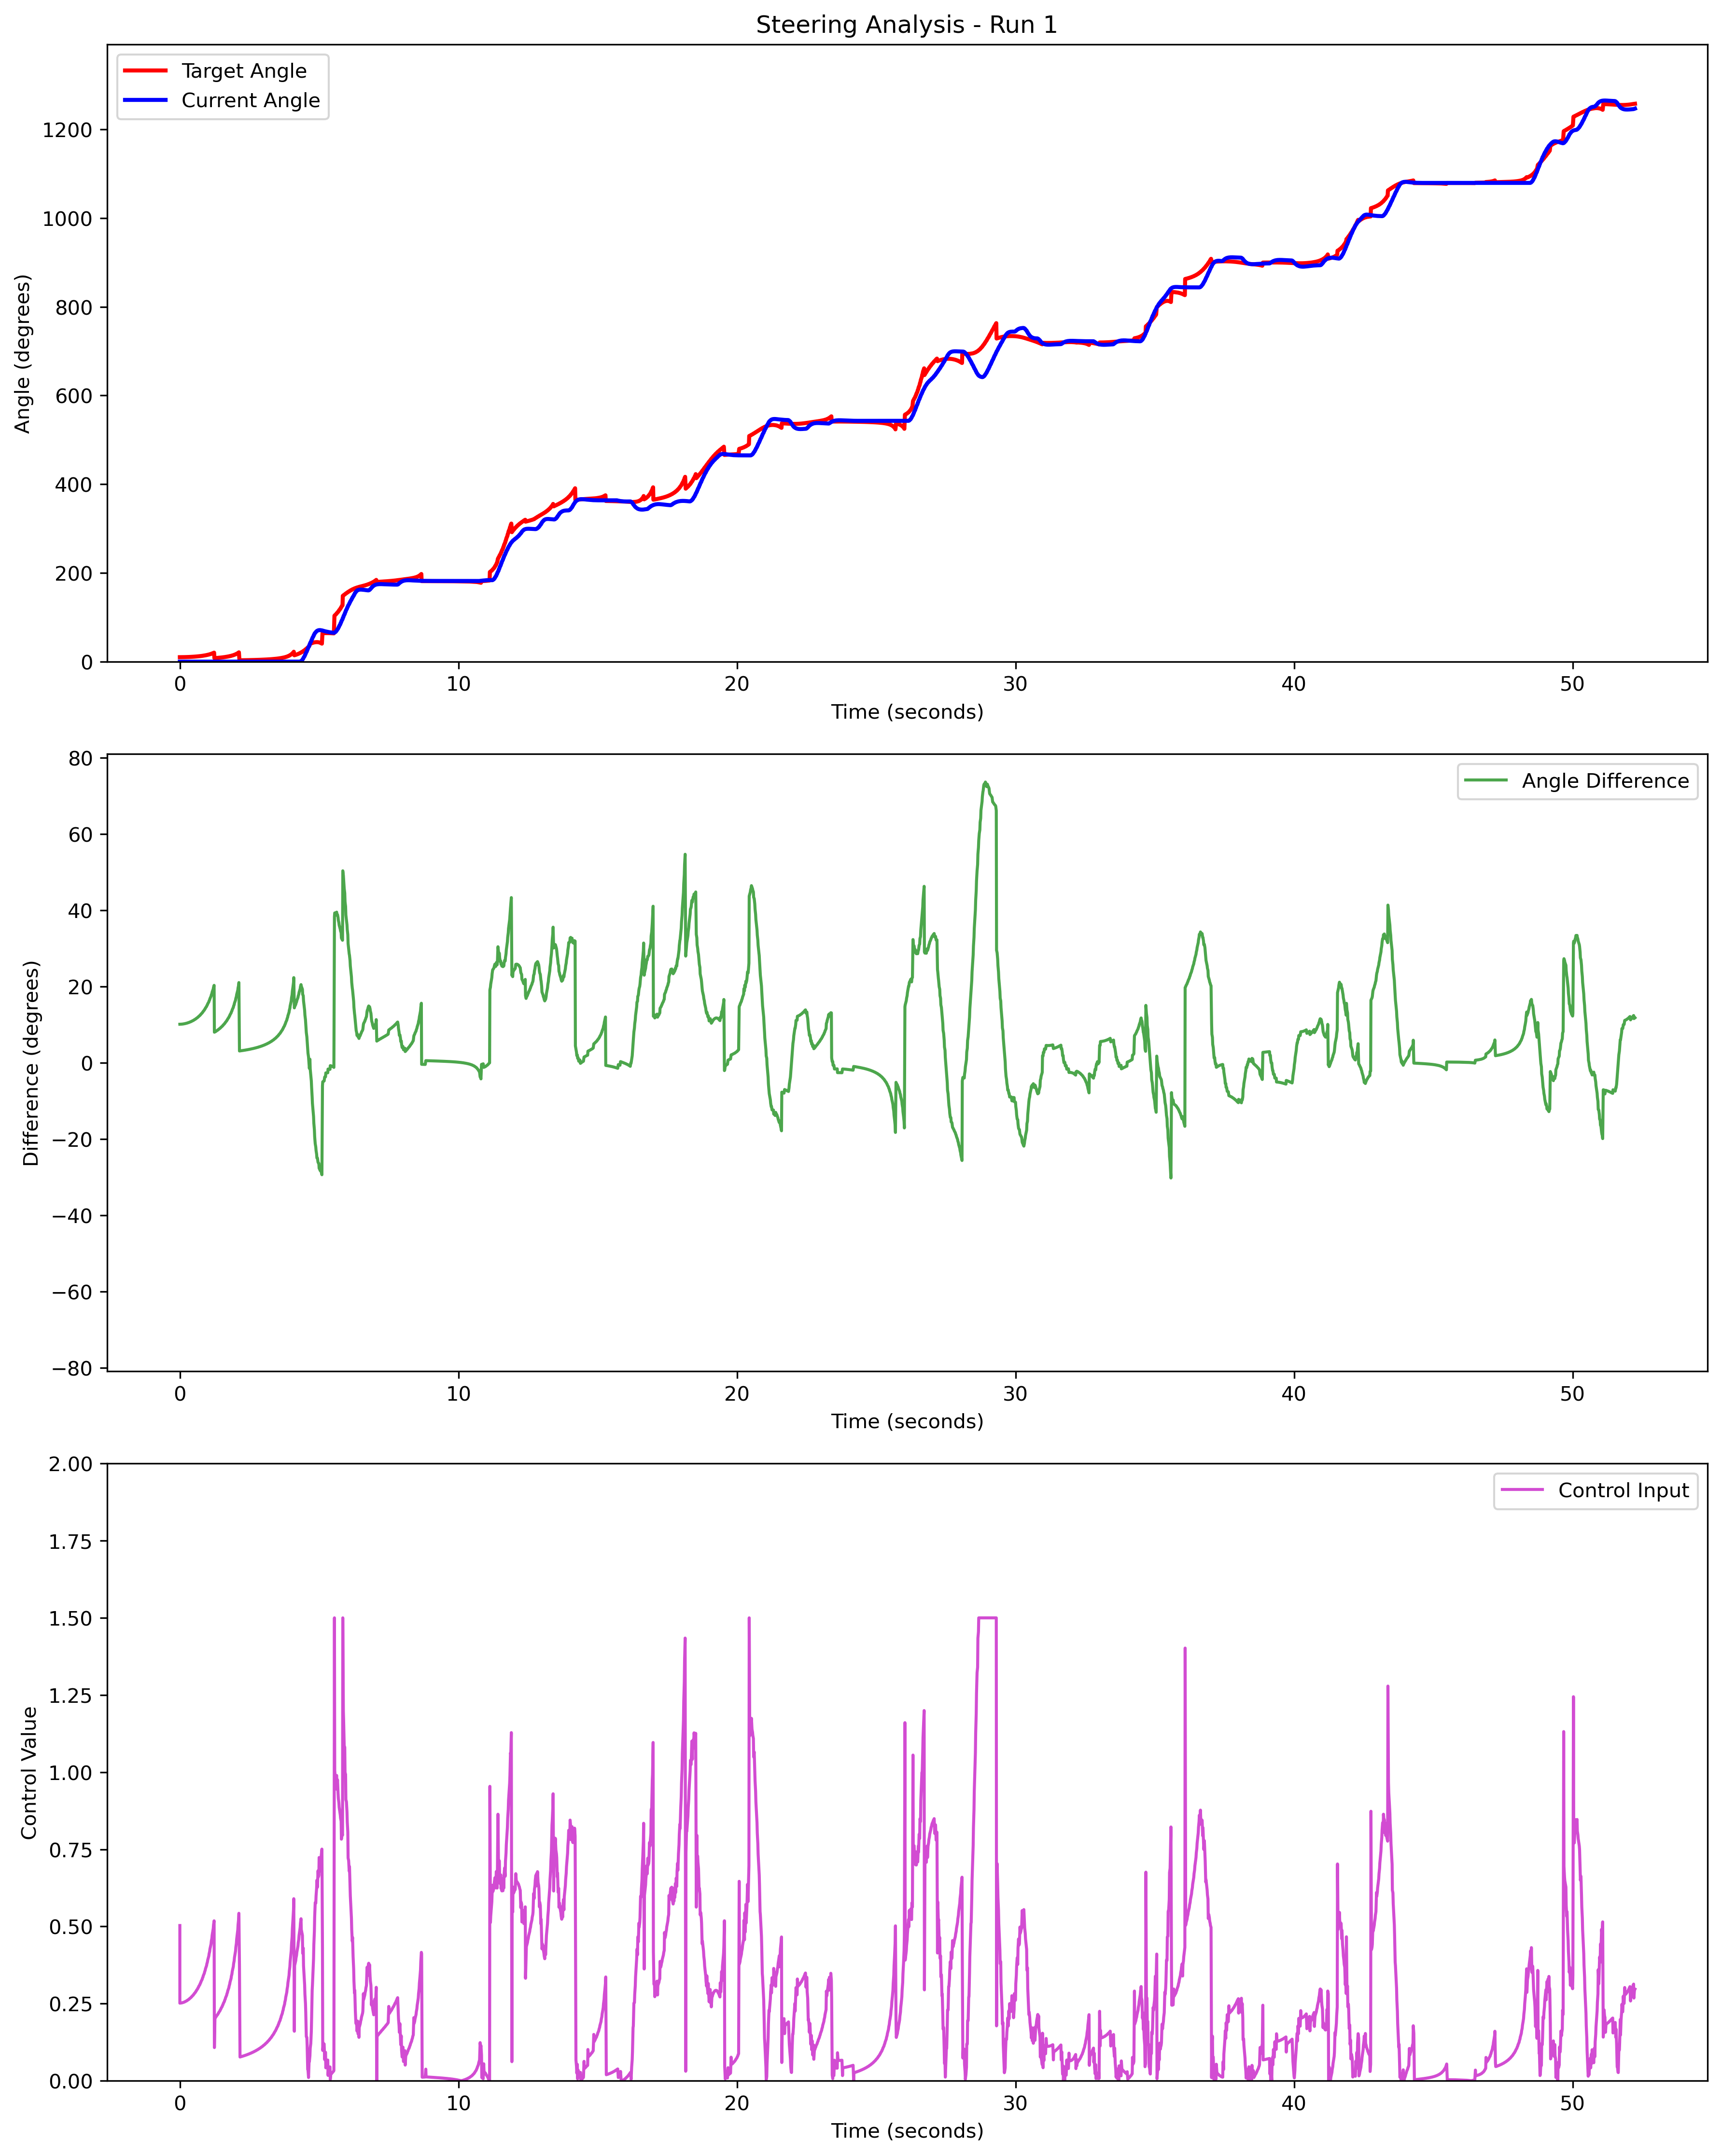 Steering Analysis - Run 1
Target Angle
Current Angle
1200
1000
800
600
400
200
0
Angle (degrees)
0 10 20 30 40 50
Time (seconds)
80
60
40
20
0
−20
−40
−60
−80
Difference (degrees)
Angle Difference
0 10 20 30 40 50
Time (seconds)
2.00
1.75
1.50
1.25
1.00
0.75
0.50
0.25
0.00
Control Value
Control Input
0 10 20 30 40 50
Time (seconds)